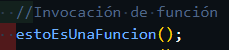 //Invocación de función
estoEsUnaFuncion();